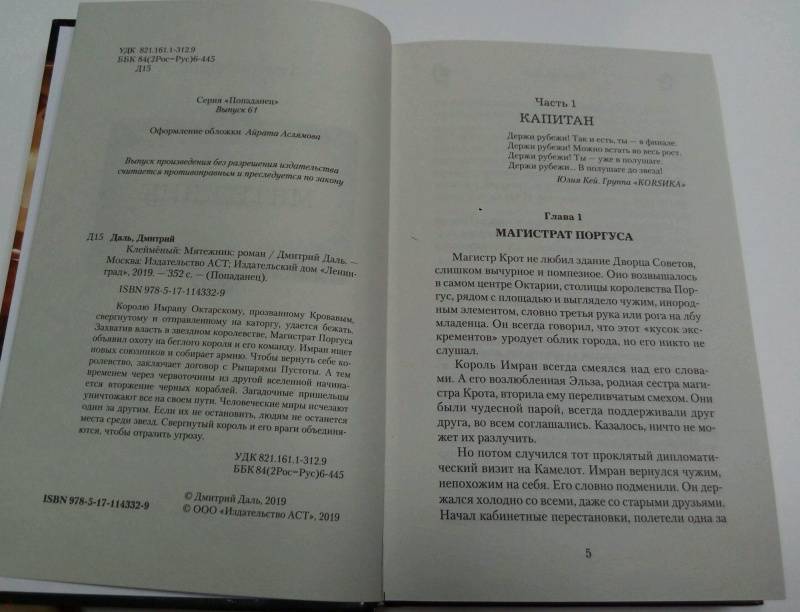 УДК 821.161.1-312.9
ББК 84(2Рос=Рус)6-445
Д15
Серия «Попаданец»
Выпуск 61
Оформление обложки Айрата Аслямова
Выпуск произведения без разрешения издательства
считается противоправным и преследуется по закону
Даль, Дмитрий
Д15 Клеймёный: Мятежник: роман / Дмитрий Даль. —
Москва: Издательство АСТ; Издательский дом «Ленин-
град», 2019. — 352 с. — (Попаданец).
ISBN 978-5-17-114332-9
Королю Имрану Октарскому, прозванному Кровавым,
свергнутому и отправленному на каторгу, удается бежать.
Захватив власть в звездном королевстве, Магистрат Поргуса
объявил охоту на беглого короля и его команду. Имран ищет
новых союзников и собирает армию. Чтобы вернуть себе ко-
ролевство, заключает договор с Рыцарями Пустоты. А тем
временем через червоточины из другой вселенной начина-
ется вторжение черных кораблей. Загадочные пришельцы
уничтожают все на своем пути. Человеческие миры исчезают
один за другим. Если их не остановить, людям не останется
места среди звезд. Свергнутый король и его враги объединя-
ются, чтобы отразить угрозу.
УДК 821.161.1-312.9
ББК 84(2Рос=Рус)6-445
ISBN 978-5-17-114332-9
© Дмитрий Даль, 2019
© ООО «Издательство АСТ», 2019
Часть 1
КАПИТАН
Держи рубежи! Так и есть, ты — в финале.
Держи рубежи! Можно встать во весь рост.
Держи рубежи! Ты — уже в полушаге.
Держи рубежи... В полушаге до звезд!
Юлия Кей. Группа «KORSИКА»
Глава 1
МАГИСТРАТ ПОРГУСА
Магистр Крот не любил здание Дворца Советов,
слишком вычурное и помпезное. Оно возвышалось
в самом центре Октарии, столицы королевства Пор-
гус, рядом с площадью и выглядело чужим, инород-
ным элементом, словно третья рука или рога на лбу
младенца. Он всегда говорил, что этот «кусок экс-
крементов» уродует облик города, но его никто не
слушал.
Король Имран всегда смеялся над его слова-
ми. А его возлюбленная Эльза, родная сестра маги-
стра Крота, вторила ему переливчатым смехом. Они
были чудесной парой, всегда поддерживали друг
друга, во всем соглашались. Казалось, ничто не мо-
жет их разлучить.
Но потом случился тот проклятый дипломати-
ческий визит на Камелот. Имран вернулся чужим,
непохожим на себя. Его словно подменили. Он дер-
жался холодно со всеми, даже со старыми друзьями.
Начал кабинетные перестановки, полетели одна за
5